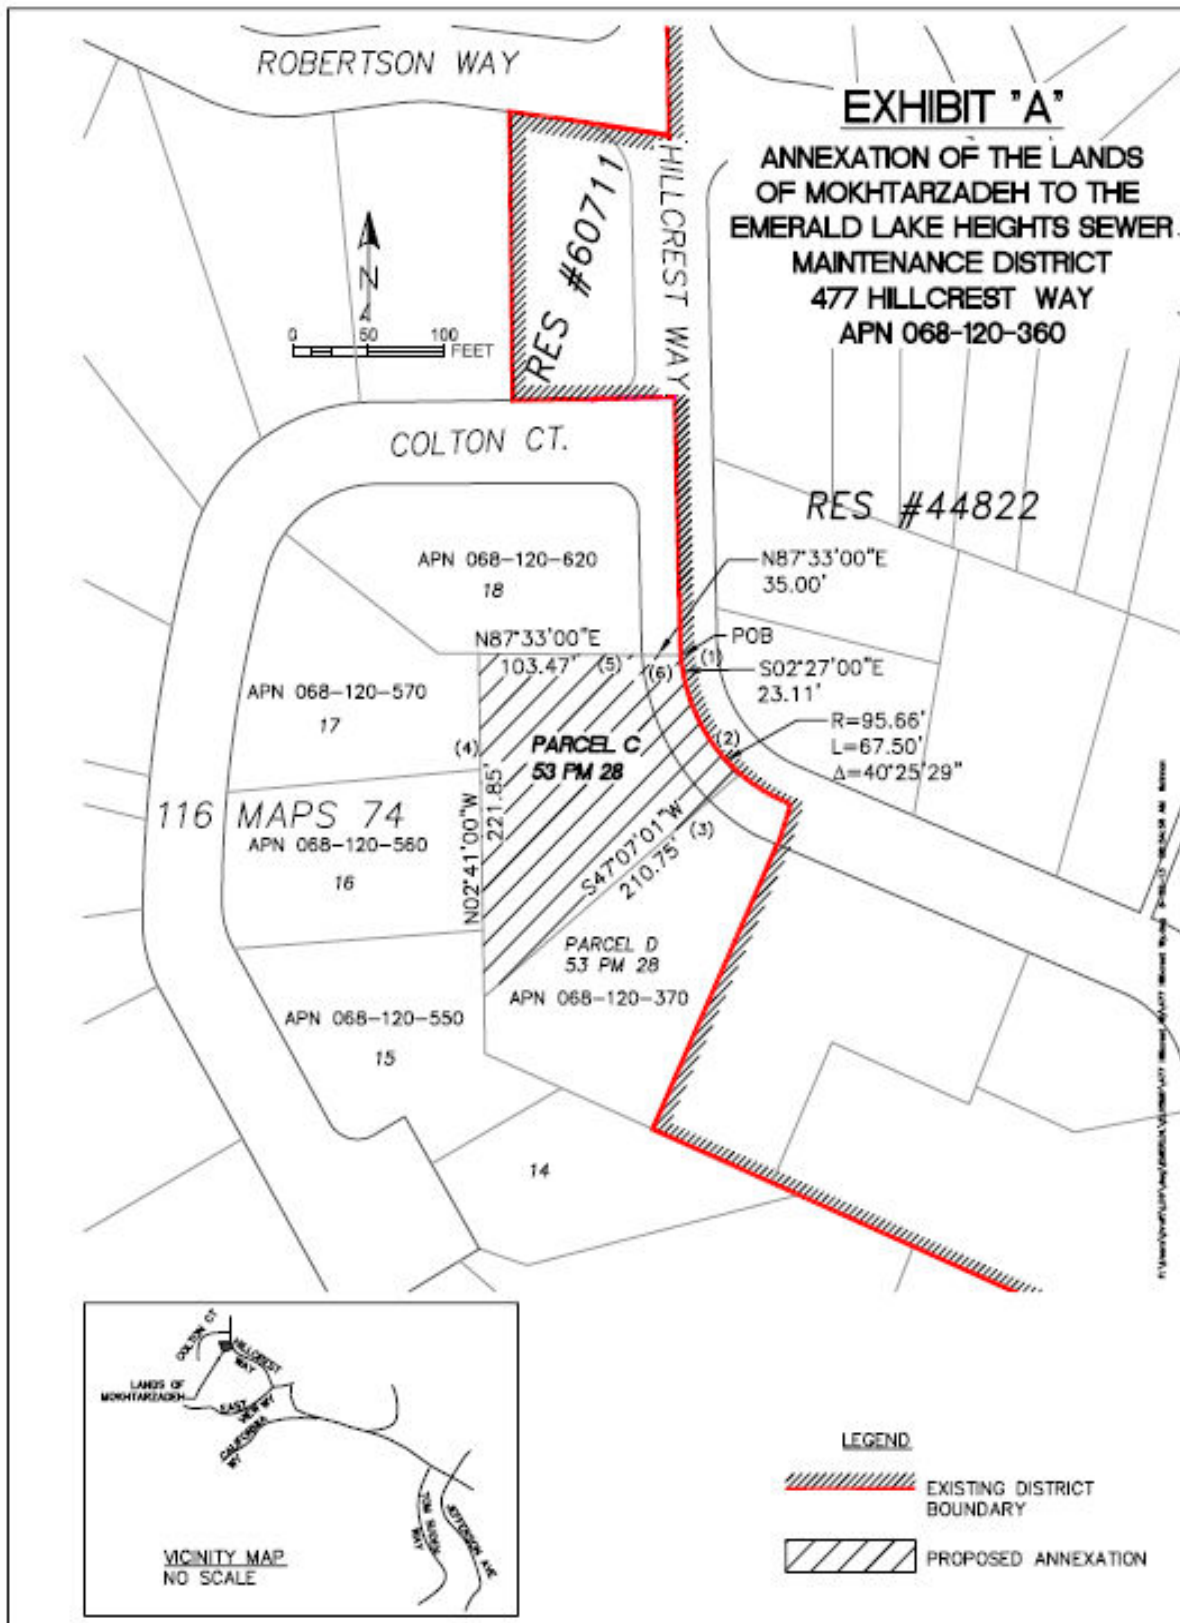 ROBERTSON WAY
EXHIBIT "A"
ANNEXATION OF THE LANDS
OF MOKHTARZADEH TO THE
EMERALD LAKE HEIGHTS SEWER
MAINTENANCE DISTRICT
477 HILLCREST WAY
APN 068-120-360
HILLCREST WAY
RES #60711
N
0 50 100
FEET
COLTON CT.
RES #44822
APN 068-120-620
18
N87°33'00"E
35.00'
POB
(1)
S02°27'00"E
23.11'
N87°33'00"E
103.47'
(5)
(6)
APN 068-120-570
17
(4)
PARCEL C
53 PM 28
(2)
R=95.66'
L=67.50'
Δ=40°25'29"
116 MAPS 74
APN 068-120-560
16
N02°41'00"W
221.85'
S47°07'01"W
210.75'
(3)
PARCEL D
53 PM 28
APN 068-120-370
APN 068-120-550
15
14
COLTON CT
HILLCREST
WAY
LANDS OF
MOKHTARZADEH
EAST
VIEW WY
CALIFORNIA
WY
WAY
JEFFERSON AVE
VICINITY MAP
NO SCALE
LEGEND
EXISTING DISTRICT
BOUNDARY
PROPOSED ANNEXATION